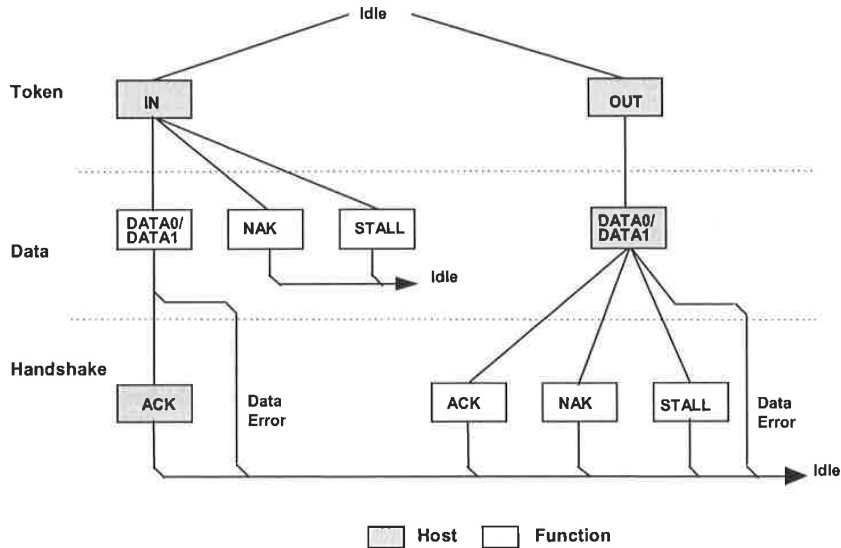 Idle
Token
IN
OUT
DATA0/
DATA1
NAK
STALL
DATA0/
DATA1
Data
Idle
Handshake
ACK
Data
Error
ACK
NAK
STALL
Data
Error
Idle
Host
Function